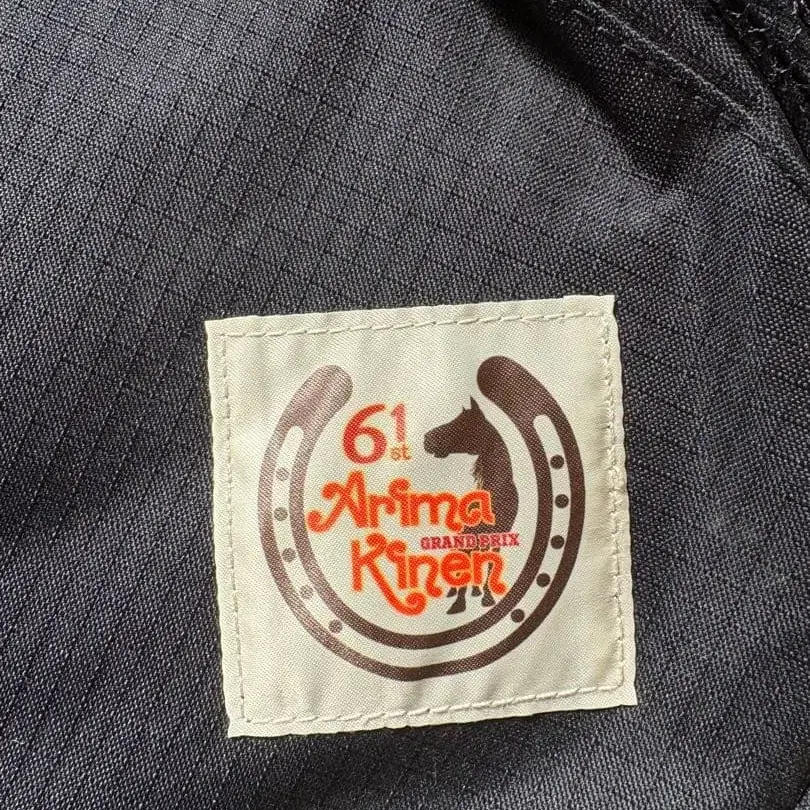 61st
Arima
GRAND PRIX
Kinen